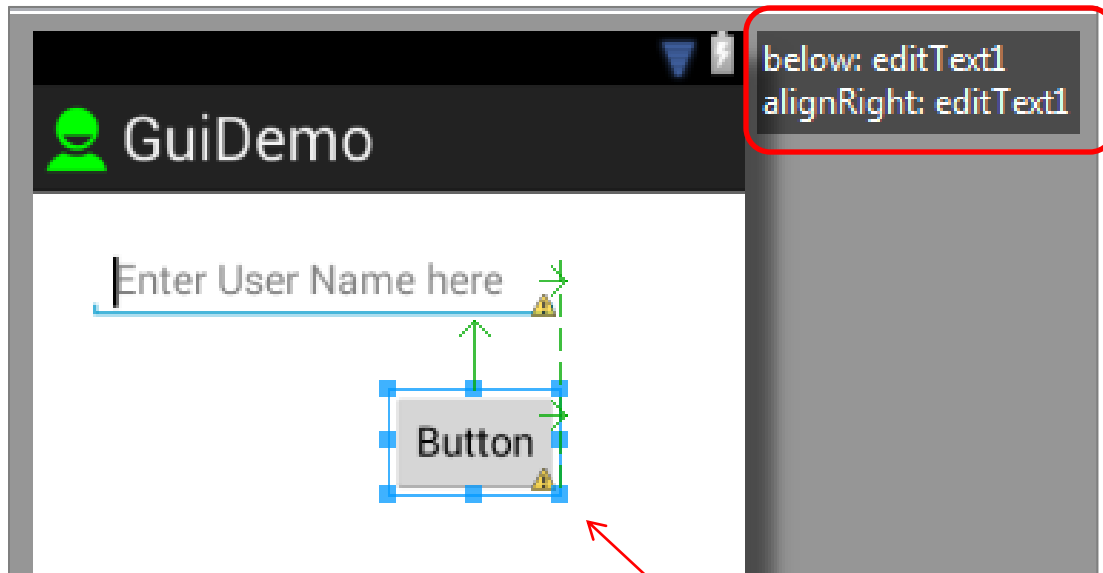 below: editText1
alignRight: editText1
GuiDemo
Enter User Name here
Button